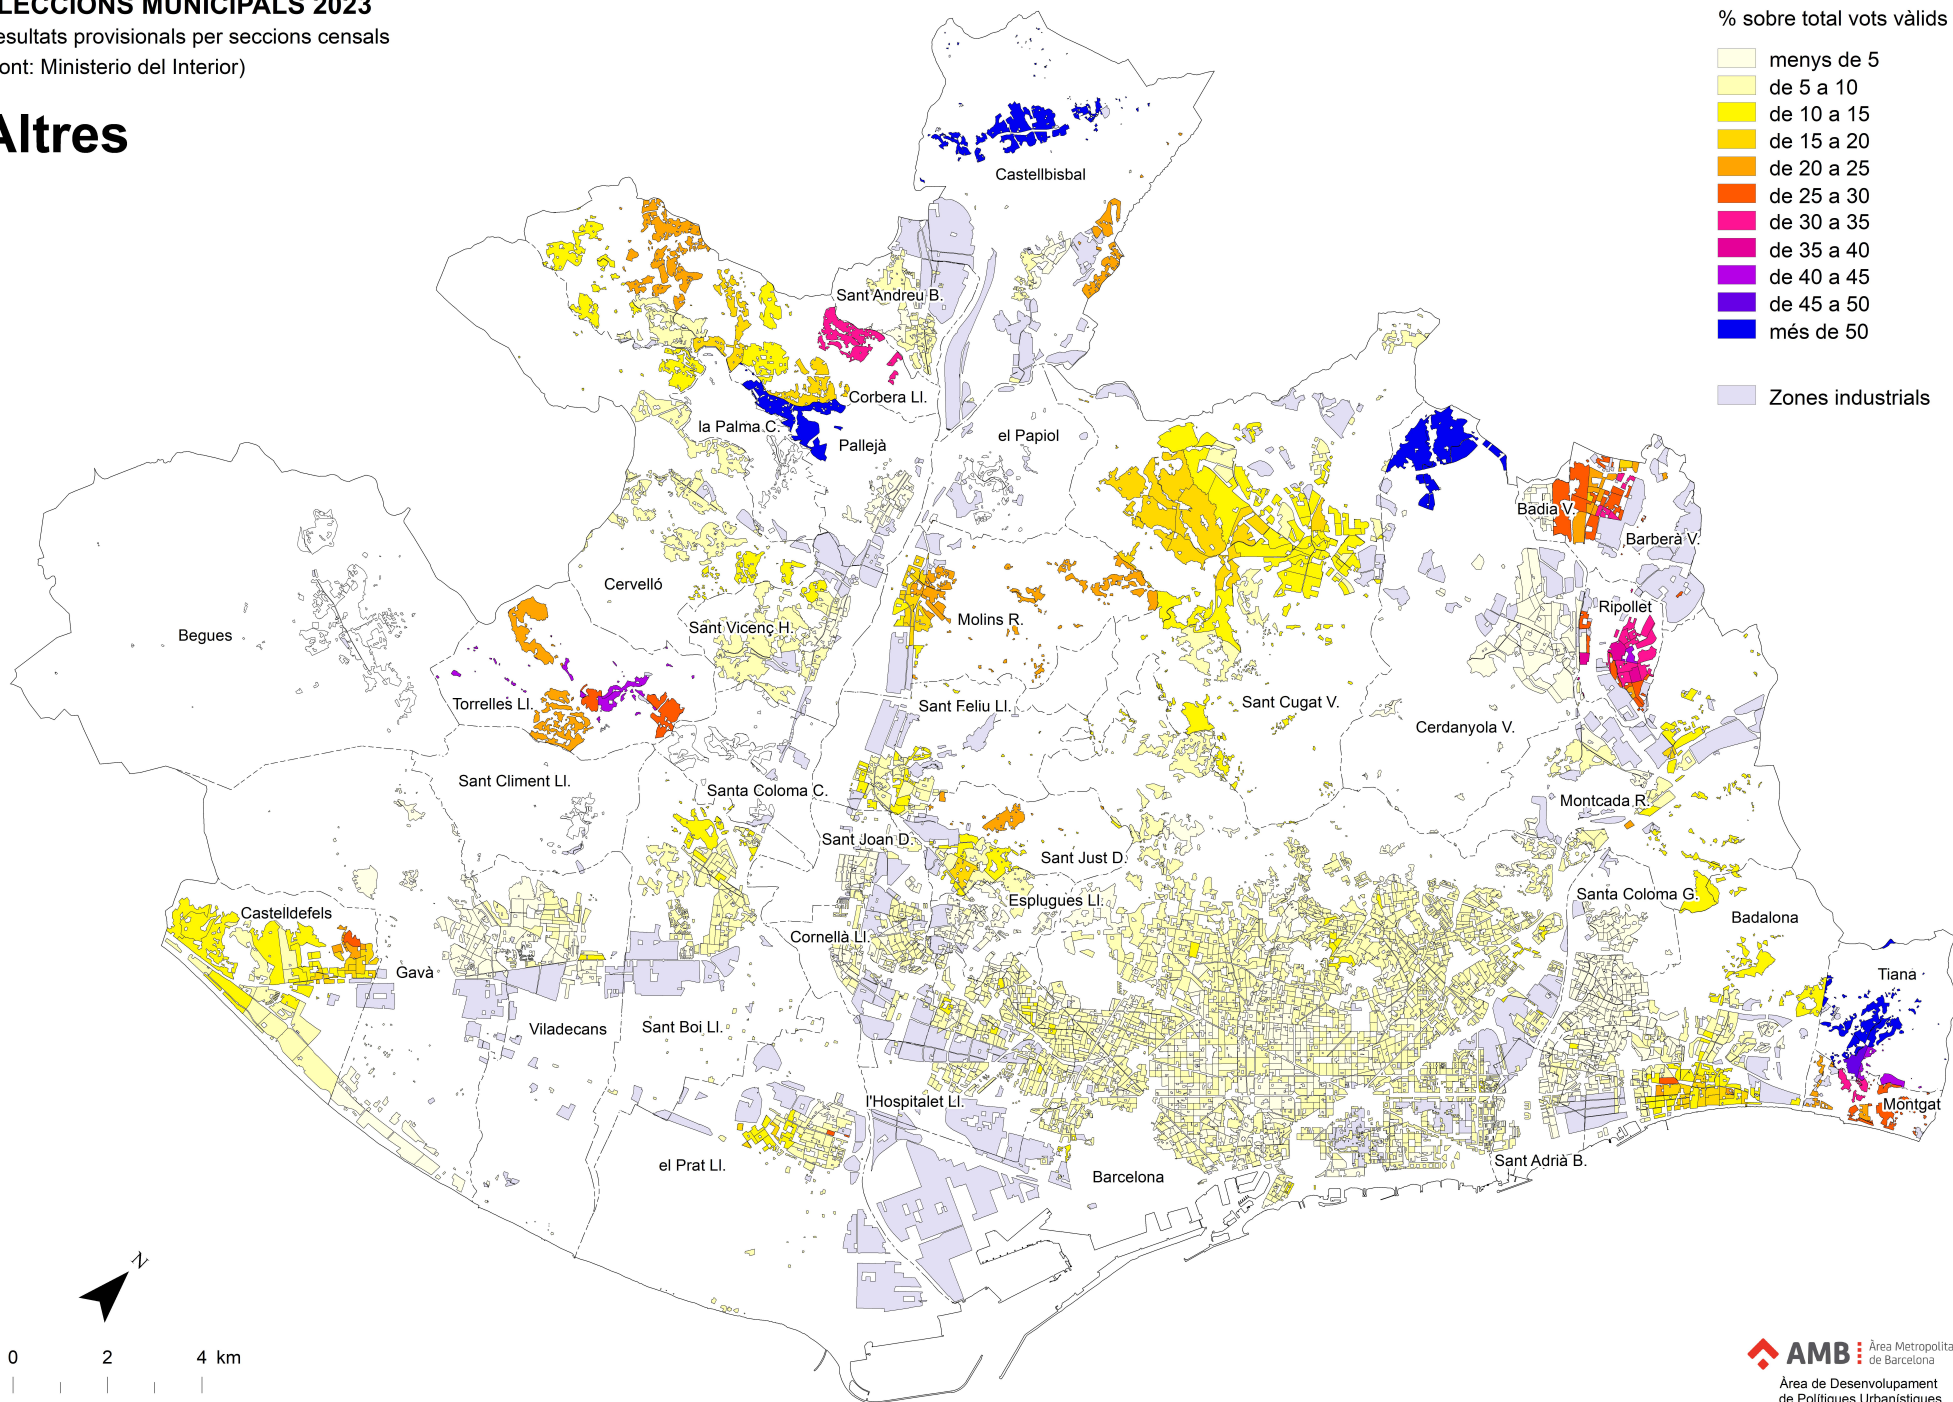 LECCIONS MUNICIPALS 2023
esultats provisionals per seccions censals
ont: Ministerio del Interior)
Altres
% sobre total vots vàlids
menys de 5
de 5 a 10
de 10 a 15
de 15 a 20
de 20 a 25
de 25 a 30
de 30 a 35
de 35 a 40
de 40 a 45
de 45 a 50
més de 50
Zones industrials
Castellbisbal
Sant Andreu B.
Corbera Ll.
la Palma C.
Pallejà
el Papiol
Badia V.
Barberà V.
Cervelló
Ripollet
Begues
Sant Vicenç H.
Molins R.
Torrelles Ll.
Sant Feliu Ll.
Sant Cugat V.
Cerdanyola V.
Sant Climent Ll.
Santa Coloma C.
Montcada R.
Sant Joan D.
Sant Just D.
Esplugues Ll.
Santa Coloma G.
Castelldefels
Badalona
Cornellà Ll.
Gavà
Tiana
Viladecans
Sant Boi Ll.
l'Hospitalet Ll.
Montgat
el Prat Ll.
Barcelona
Sant Adrià B.
N
0 2 4 km
AMB
Àrea Metropolita
de Barcelona
Àrea de Desenvolupament
de Polítiques Urbanístiques